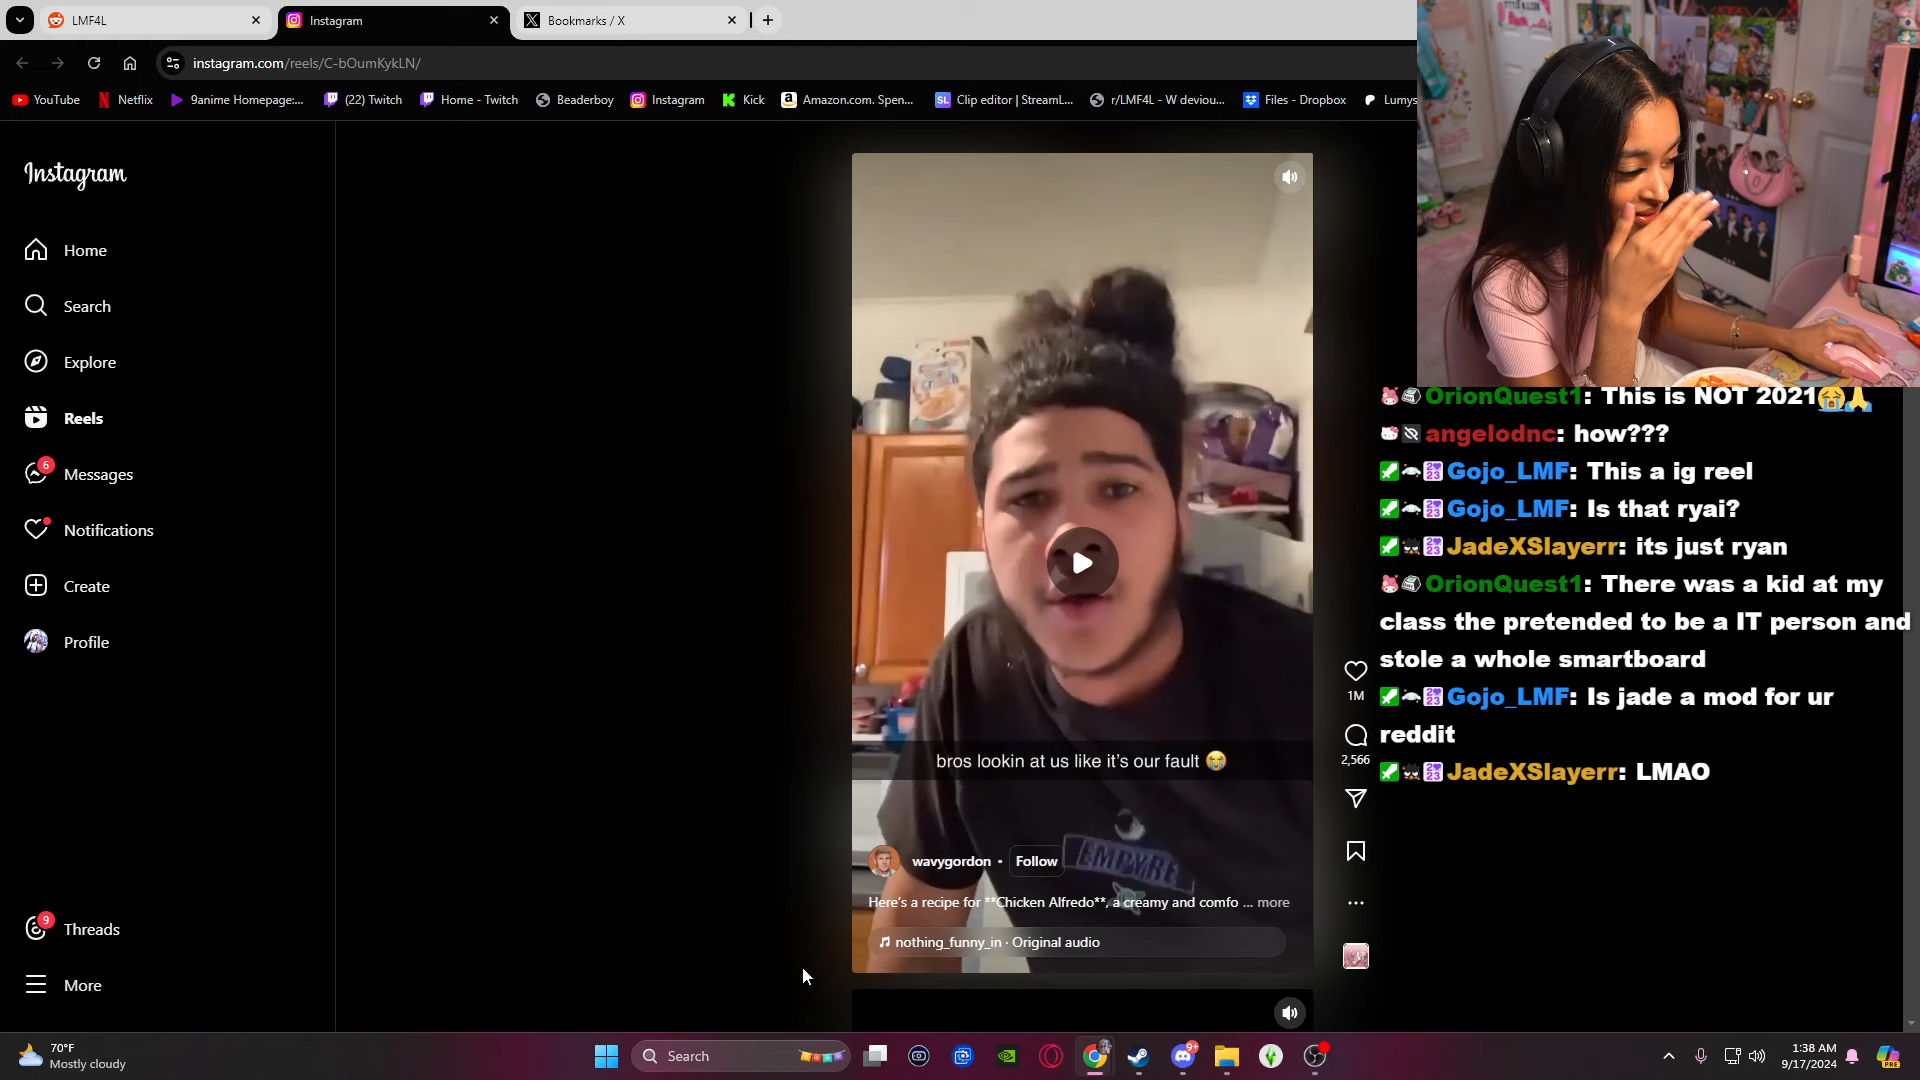 LMF4L
Instagram
Bookmarks / X
instagram.com/reels/C-bOumKykLN/
YouTube
Netflix
9anime Homepage:...
(22) Twitch
Home - Twitch
Beaderboy
Instagram
Kick
Amazon.com. Spen...
SL
Clip editor | StreamL...
r/LMF4L - W deviou...
Files - Dropbox
Lumys
Instagram
Home
Search
Explore
Reels
6
Messages
Notifications
Create
Profile
9
Threads
More
bros lookin at us like it's our fault 😭
EMPYRE
wavygordon • Follow
Here's a recipe for **Chicken Alfredo**, a creamy and comfo ... more
nothing_funny_in · Original audio
1M
2,566
OrionQuest1: This is NOT 2021😭🙏
angelodnc: how???
Gojo_LMF: This a ig reel
Gojo_LMF: Is that ryai?
JadeXSlayerr: its just ryan
OrionQuest1: There was a kid at my
class the pretended to be a IT person and
stole a whole smartboard
Gojo_LMF: Is jade a mod for ur
reddit
JadeXSlayerr: LMAO
70°F
Mostly cloudy
Search
9+
1:38 AM
9/17/2024
PRE